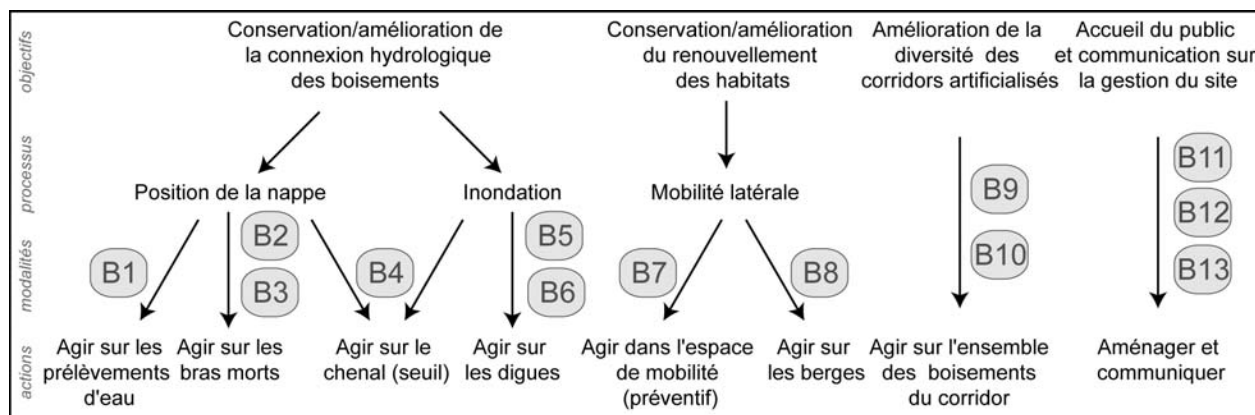 objectifs
Conservation/amélioration de
la connexion hydrologique
des boisements
Conservation/amélioration
du renouvellement
des habitats
Amélioration de la
diversité des
corridors artificialisés
Accueil du public
et communication sur
la gestion du site
processus
Position de la nappe
Inondation
Mobilité latérale
modalités
B1
B2
B3
B4
B5
B6
B7
B8
B9
B10
B11
B12
B13
actions
Agir sur les
prélèvements
d'eau
Agir sur les
bras morts
Agir sur le
chenal (seuil)
Agir sur
les digues
Agir dans l'espace
de mobilité
(préventif)
Agir sur
les berges
Agir sur l'ensemble
des boisements
du corridor
Aménager et
communiquer